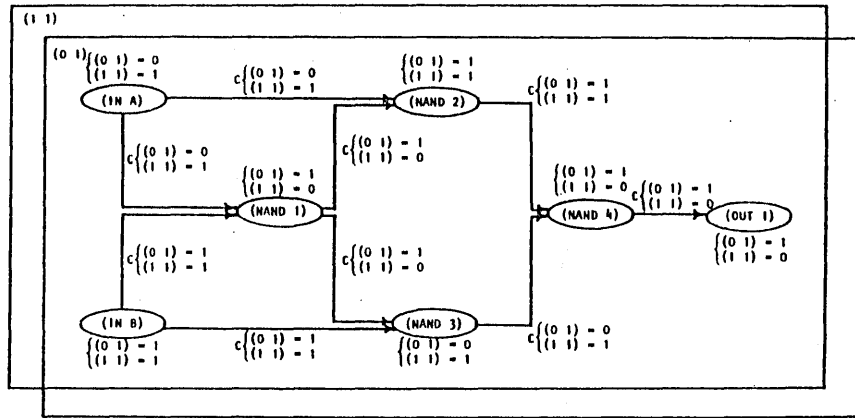 (1 1)
(0 1)
(0 1) = 0
(1 1) = 1
(IN A)
C (0 1) = 0
(1 1) = 1
(0 1) = 1
(1 1) = 1
(NAND 2)
C (0 1) = 1
(1 1) = 1
C (0 1) = 0
(1 1) = 1
(0 1) = 1
(1 1) = 0
(NAND 1)
C (0 1) = 1
(1 1) = 0
(0 1) = 1
(1 1) = 0
(NAND 4)
C (0 1) = 1
(1 1) = 0
(OUT 1)
(0 1) = 1
(1 1) = 0
C (0 1) = 1
(1 1) = 1
C (0 1) = 1
(1 1) = 0
(IN B)
(0 1) = 1
(1 1) = 1
C (0 1) = 1
(1 1) = 1
(NAND 3)
(0 1) = 0
(1 1) = 1
C (0 1) = 0
(1 1) = 1